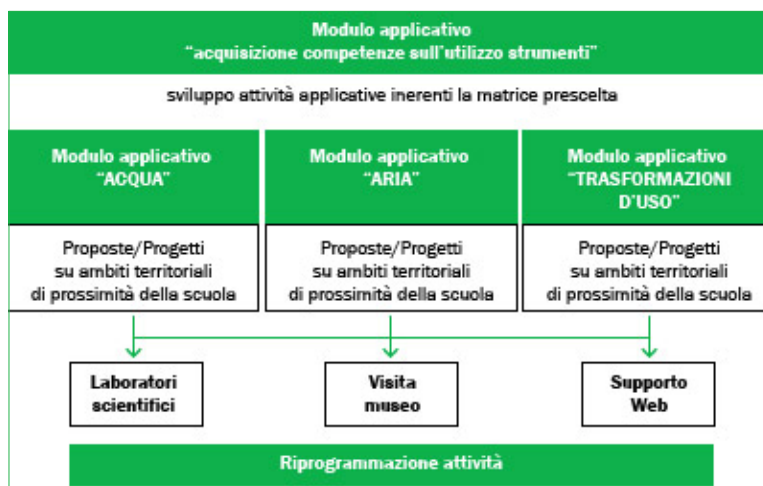 Modulo applicativo
“acquisizione competenze sull’utilizzo strumenti”
sviluppo attività applicative inerenti la matrice prescelta
Modulo applicativo
“ACQUA”
Modulo applicativo
“ARIA”
Modulo applicativo
“TRASFORMAZIONI
D’USO”
Proposte/Progetti
su ambiti territoriali
di prossimità della scuola
Proposte/Progetti
su ambiti territoriali
di prossimità della scuola
Proposte/Progetti
su ambiti territoriali
di prossimità della scuola
Laboratori
scientifici
Visita
museo
Supporto
Web
Riprogrammazione attività